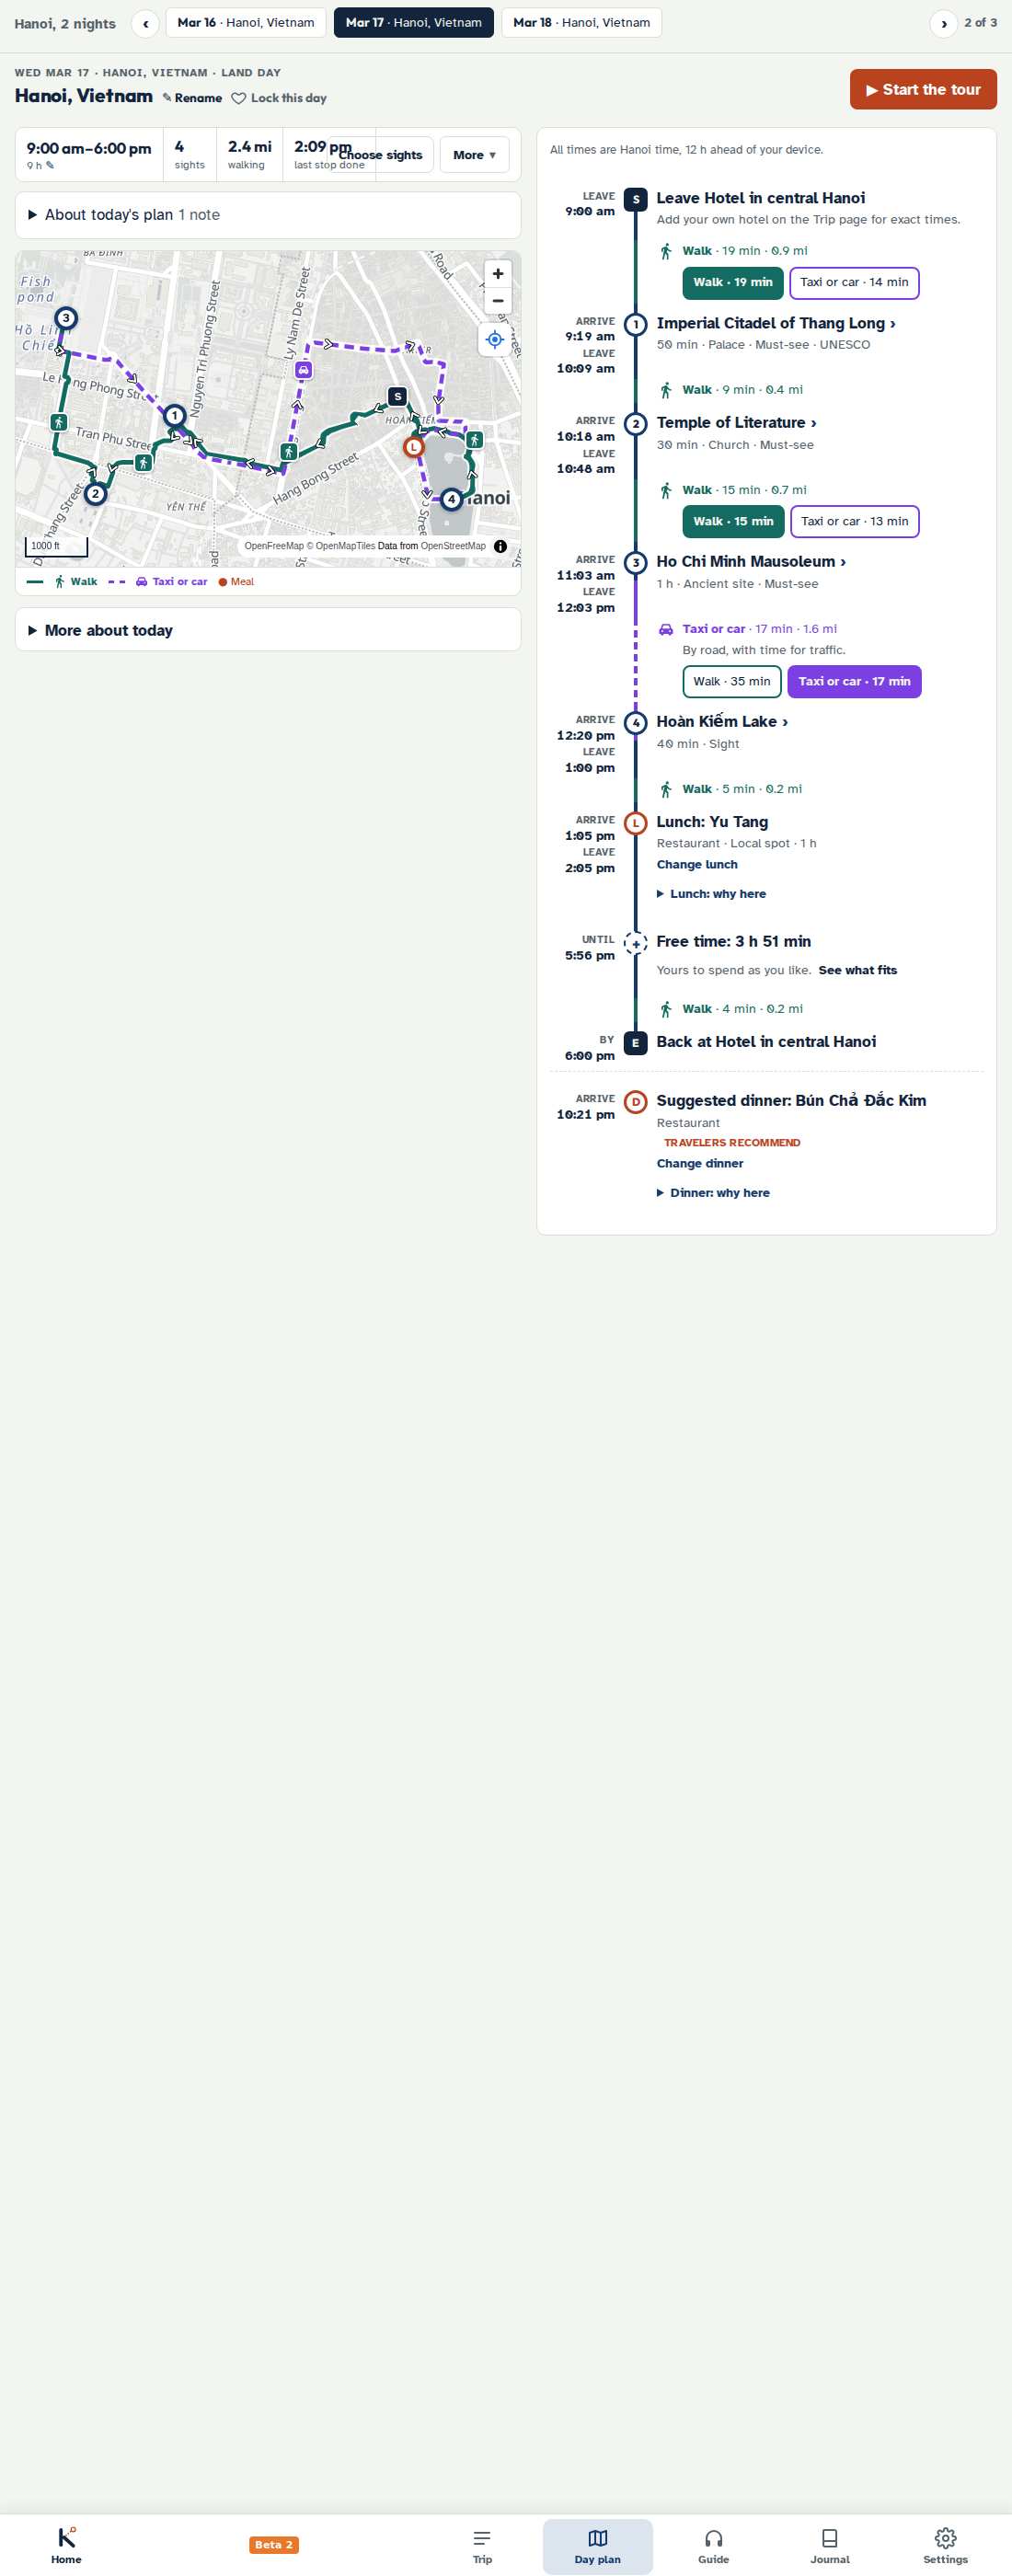 Hanoi, 2 nights
‹
Mar 16 · Hanoi, Vietnam
Mar 17 · Hanoi, Vietnam
Mar 18 · Hanoi, Vietnam
›
2 of 3
WED MAR 17 · HANOI, VIETNAM · LAND DAY
Hanoi, Vietnam
✎ Rename
Lock this day
▶ Start the tour
9:00 am–6:00 pm
9 h ✎
4
sights
2.4 mi
walking
2:09 pm
last stop done
Choose sights
More ▾
▶ About today's plan 1 note
BA ĐÌNH
Fish
pond
Nguyen Tri Phuong Street
Ly Nam De Street
Road
3
1
S
L
4
2
Tran Phu Stree
Hang Bong Street
YÊN THẾ
anoi
1000 ft
OpenFreeMap © OpenMapTiles Data from OpenStreetMap
Walk
Taxi or car
Meal
▶ More about today
All times are Hanoi time, 12 h ahead of your device.
LEAVE
9:00 am
S
Leave Hotel in central Hanoi
Add your own hotel on the Trip page for exact times.
Walk · 19 min · 0.9 mi
Walk · 19 min
Taxi or car · 14 min
ARRIVE
9:19 am
LEAVE
10:09 am
1
Imperial Citadel of Thang Long ›
50 min · Palace · Must-see · UNESCO
Walk · 9 min · 0.4 mi
ARRIVE
10:18 am
LEAVE
10:48 am
2
Temple of Literature ›
30 min · Church · Must-see
Walk · 15 min · 0.7 mi
Walk · 15 min
Taxi or car · 13 min
ARRIVE
11:03 am
LEAVE
12:03 pm
3
Ho Chi Minh Mausoleum ›
1 h · Ancient site · Must-see
Taxi or car · 17 min · 1.6 mi
By road, with time for traffic.
Walk · 35 min
Taxi or car · 17 min
ARRIVE
12:20 pm
LEAVE
1:00 pm
4
Hoàn Kiếm Lake ›
40 min · Sight
Walk · 5 min · 0.2 mi
ARRIVE
1:05 pm
LEAVE
2:05 pm
L
Lunch: Yu Tang
Restaurant · Local spot · 1 h
Change lunch
▶ Lunch: why here
UNTIL
5:56 pm
+
Free time: 3 h 51 min
Yours to spend as you like. See what fits
Walk · 4 min · 0.2 mi
BY
6:00 pm
E
Back at Hotel in central Hanoi
ARRIVE
10:21 pm
D
Suggested dinner: Bún Chả Đắc Kim
Restaurant
TRAVELERS RECOMMEND
Change dinner
▶ Dinner: why here
Home
Beta 2
Trip
Day plan
Guide
Journal
Settings